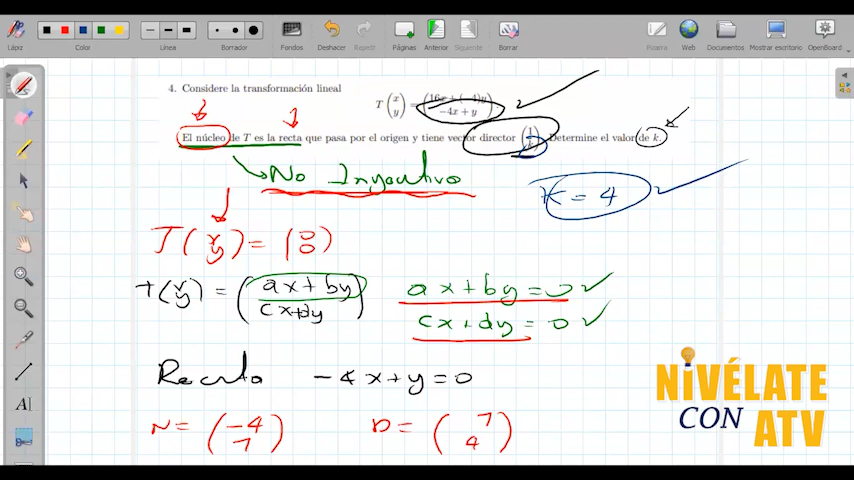 Lápiz Color Línea Borrador Fondos Deshacer Repetir Páginas Anterior Siguiente Borrar Web Documentos Mostrar escritorio OpenBoard
4. Considere la transformación lineal
T (x y) = (16x + (−4)y −4x + y)
El núcleo de T es la recta que pasa por el origen y tiene vector director (1 k). Determine el valor de k.
No Inyectivo
K = 4
T(x y) = (0 0)
T(x y) = (ax + by cx + dy)
ax + by = 0
cx + dy = 0
Recta −4x + y = 0
N = (−4 1) D = (1 4)
NIVÉLATE
CON
ATV